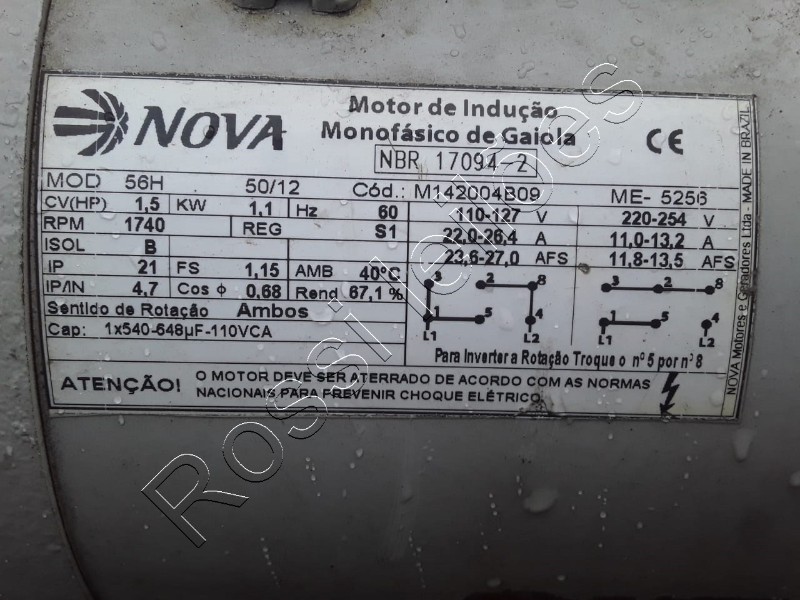 NOVA
Motor de Indução
Monofásico de Gaiola
NBR 17094-2
CE
MOD 56H 50/12 Cód.: M142004B09 ME- 5256
CV(HP) 1,5 KW 1,1 Hz 60 110-127 V 220-254 V
RPM 1740 REG S1 22,0-26,4 A 11,0-13,2 A
ISOL B 23,6-27,0 AFS 11,8-13,5 AFS
IP 21 FS 1,15 AMB 40°C
IP/IN 4,7 Cos ϕ 0.68 Rend 67,1 %
Sentido de Rotação Ambos
Cap: 1x540-648µF-110VCA
3 2 8 3 2 8
1 5 4 1 5 4
L1 L2 L1 L2
Para Inverter a Rotação Troque o nº 5 por nº 8
ATENÇÃO! O MOTOR DEVE SER ATERRADO DE ACORDO COM AS NORMAS
NACIONAIS PARA PREVENIR CHOQUE ELÉTRICO
NOVA Motores e Geradores Ltda - MADE IN BRAZIL
Rossi leilões